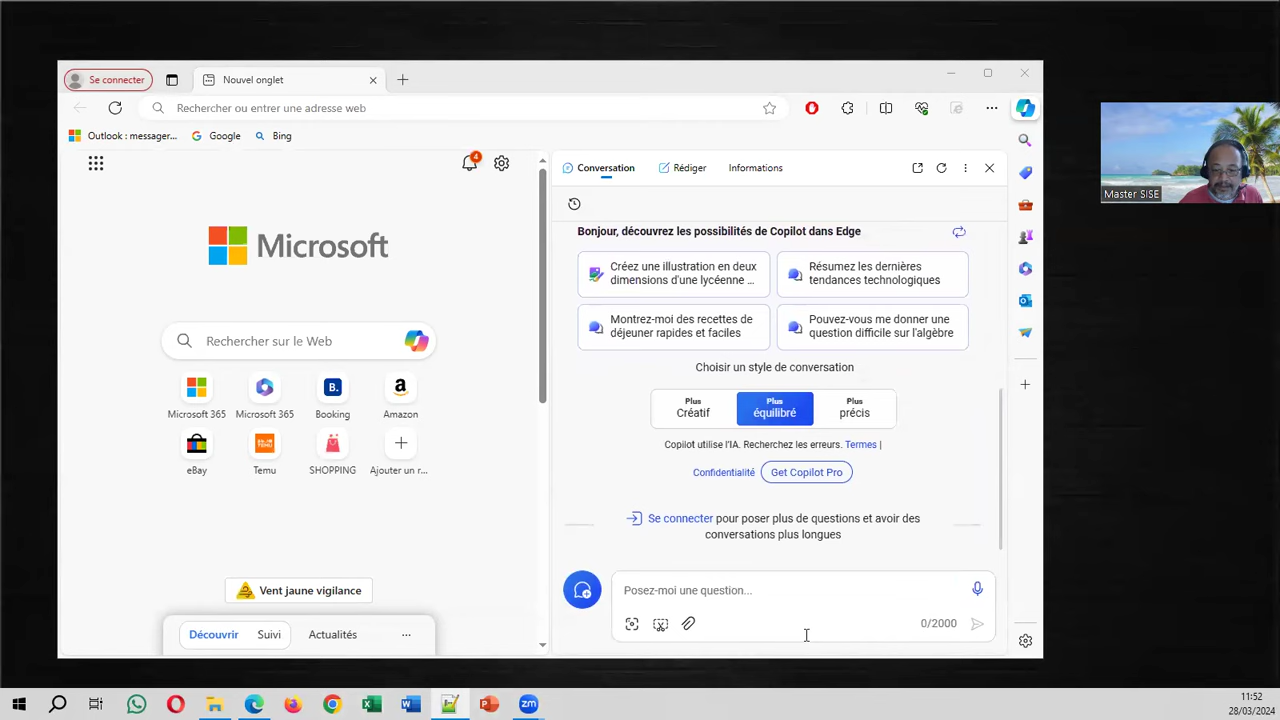 Se connecter
Nouvel onglet
Rechercher ou entrer une adresse web
Outlook : messager...
Google
Bing
4
Microsoft
Rechercher sur le Web
Microsoft 365
Microsoft 365
Booking
Amazon
eBay
Temu
SHOPPING
Ajouter un r...
Vent jaune vigilance
Découvrir
Suivi
Actualités
Conversation
Rédiger
Informations
Bonjour, découvrez les possibilités de Copilot dans Edge
Créez une illustration en deux
dimensions d'une lycéenne ...
Résumez les dernières
tendances technologiques
Montrez-moi des recettes de
déjeuner rapides et faciles
Pouvez-vous me donner une
question difficile sur l'algèbre
Choisir un style de conversation
Plus
Créatif
Plus
équilibré
Plus
précis
Copilot utilise l'IA. Recherchez les erreurs. Termes |
Confidentialité
Get Copilot Pro
Se connecter pour poser plus de questions et avoir des
conversations plus longues
Posez-moi une question...
0/2000
Master SISE
11:52
28/03/2024